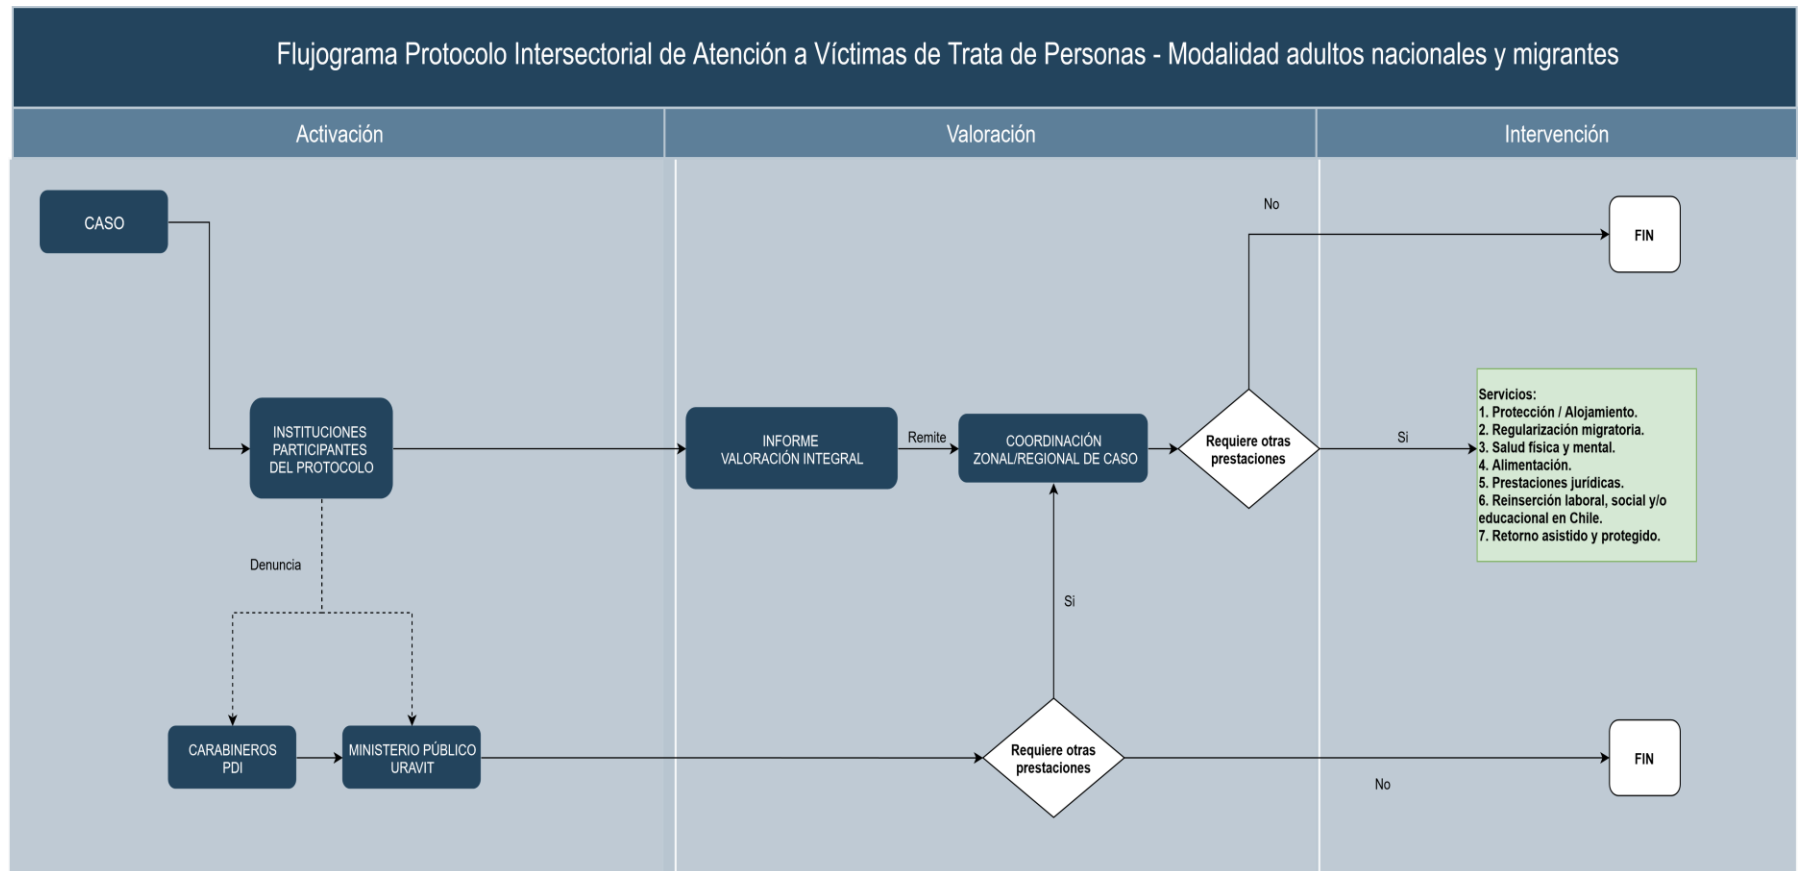 Flujograma Protocolo Intersectorial de Atención a Víctimas de Trata de Personas - Modalidad adultos nacionales y migrantes
Activación
Valoración
Intervención
CASO
No
FIN
INSTITUCIONES
PARTICIPANTES
DEL PROTOCOLO
INFORME
VALORACIÓN INTEGRAL
Remite
COORDINACIÓN
ZONAL/REGIONAL DE CASO
Requiere otras
prestaciones
Si
Servicios:
1. Protección / Alojamiento.
2. Regularización migratoria.
3. Salud física y mental.
4. Alimentación.
5. Prestaciones jurídicas.
6. Reinserción laboral, social y/o
educacional en Chile.
7. Retorno asistido y protegido.
Denuncia
Si
CARABINEROS
PDI
MINISTERIO PÚBLICO
URAVIT
Requiere otras
prestaciones
No
FIN